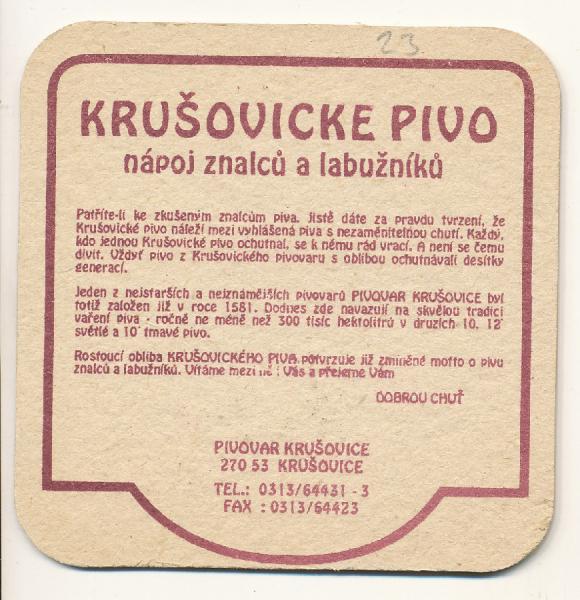 23
KRUŠOVICKE PIVO
nápoj znalců a labužníků
Patříte-li ke zkušeným znalcům piva, jistě dáte za pravdu tvrzení, že
Krušovické pivo náleží mezi vyhlášená piva s nezaměnitelnou chutí. Každý,
kdo jednou Krušovické pivo ochutnal, se k němu rád vrací. A není se čemu
divit. Vždyť pivo z Krušovického pivovaru s oblibou ochutnávali desítky
generací.
Jeden z nejstarších a nejznámějších pivovarů PIVOVAR KRUŠOVICE byl
totiž založen již v roce 1581. Dodnes zde navazují na skvělou tradici
vaření piva - ročně ne méně než 300 tisíc hektolitrů v druzích 10, 12°
světlé a 10° tmavé pivo.
Rostoucí obliba KRUŠOVICKÉHO PIVA potvrzuje již zmíněné motto o pivu
znalců a labužníků. Vítáme mezi ně i Vás a přejeme Vám
DOBROU CHUŤ
PIVOVAR KRUŠOVICE
270 53 KRUŠOVICE
TEL.: 0313/64431 - 3
FAX : 0313/64423